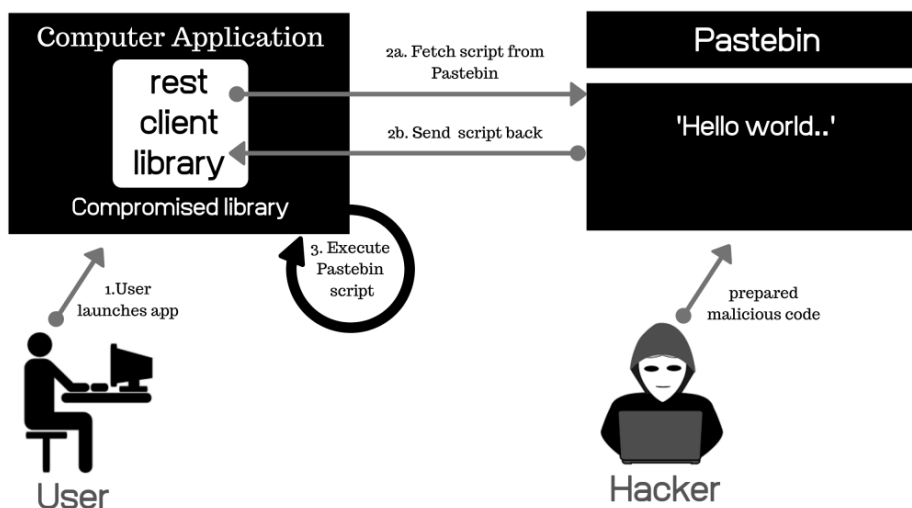 Computer Application
rest
client
library
Compromised library
2a. Fetch script from
Pastebin
2b. Send script back
Pastebin
'Hello world..'
3. Execute
Pastebin
script
1.User
launches app
prepared
malicious code
User
Hacker